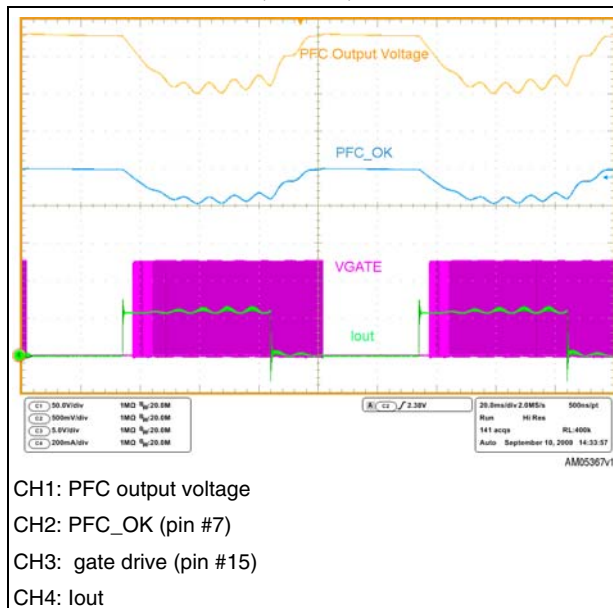 PFC Output Voltage
PFC_OK
VGATE
Iout
C1 50.0V/div 1MΩ BW:20.0M
C2 500mV/div 1MΩ BW:20.0M
C3 5.0V/div 1MΩ BW:20.0M
C4 200mA/div 1MΩ BW:20.0M
A C2 2.38V
20.0ms/div 2.0MS/s 500ns/pt
Run Hi Res
141 acqs RL:400k
Auto September 10, 2008 14:33:57
AM05367v1
CH1: PFC output voltage
CH2: PFC_OK (pin #7)
CH3: gate drive (pin #15)
CH4: Iout